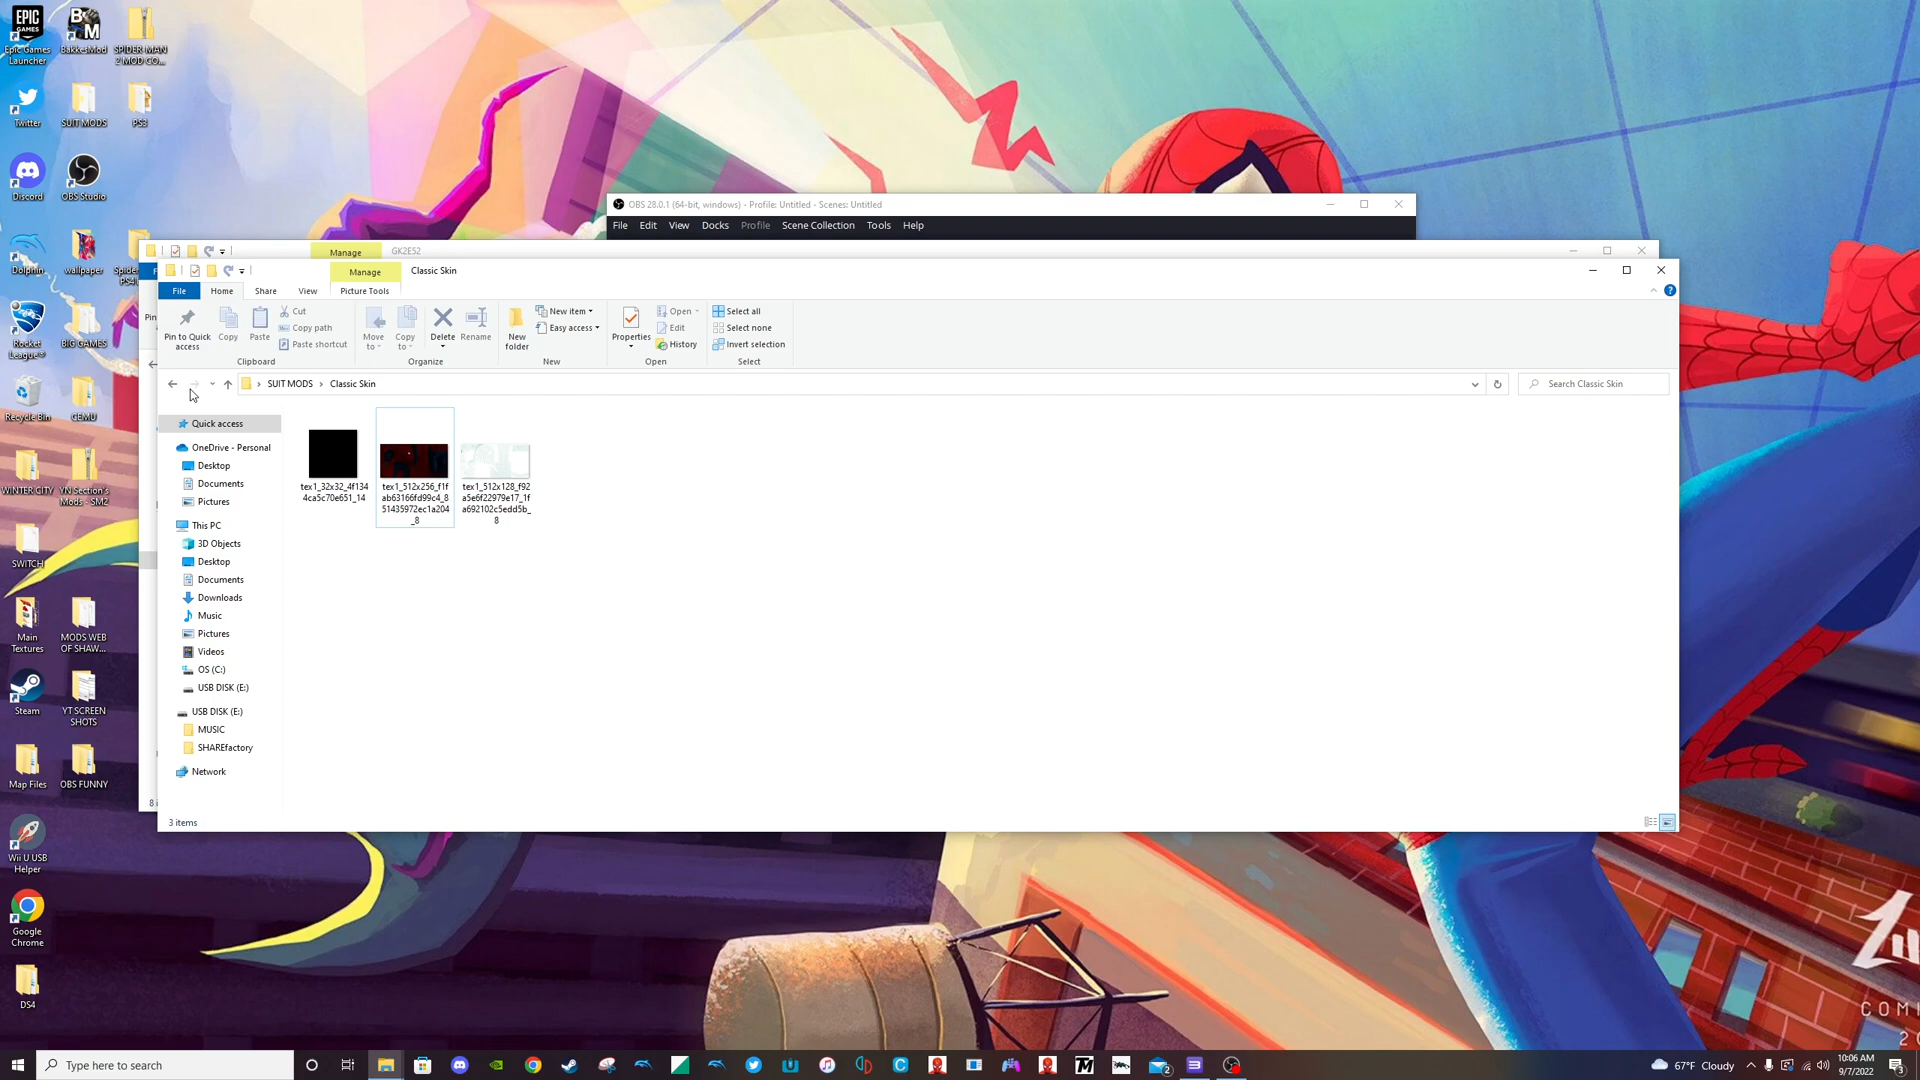 Epic Games
Launcher
BakkesMod
SPIDER-MAN
2 MOD CO...
Twitter
SUIT MODS
PS3
Discord
OBS Studio
Dolphin
wallpaper
Rocket
League®
BIG GAMES
Recycle Bin
CEMU
WINTER CITY
YN Section's
Mods - SM2
SWITCH
Main
Textures
MODS WEB
OF SHAW...
Steam
YT SCREEN
SHOTS
Map Files
OBS FUNNY
Wii U USB
Helper
Google
Chrome
DS4
OBS 28.0.1 (64-bit, windows) - Profile: Untitled - Scenes: Untitled
File Edit View Docks Profile Scene Collection Tools Help
Manage GK2E52
Manage Classic Skin
File Home Share View Picture Tools
Pin to Quick
access
Copy
Paste
Cut
Copy path
Paste shortcut
Clipboard
Move
to
Copy
to
Delete
Rename
Organize
New
folder
New item
Easy access
New
Properties
Open
Edit
History
Open
Select all
Select none
Invert selection
Select
SUIT MODS > Classic Skin
Search Classic Skin
Quick access
OneDrive - Personal
Desktop
Documents
Pictures
This PC
3D Objects
Desktop
Documents
Downloads
Music
Pictures
Videos
OS (C:)
USB DISK (E:)
USB DISK (E:)
MUSIC
SHAREfactory
Network
tex1_32x32_4f134
4ca5c70e651_14
tex1_512x256_f1f
ab63166fd99c4_8
51435972ec1a204
_8
tex1_512x128_f92
a5e6f22979e17_1f
a692102c5edd5b_
8
3 items
Type here to search
67°F Cloudy
10:06 AM
9/7/2022